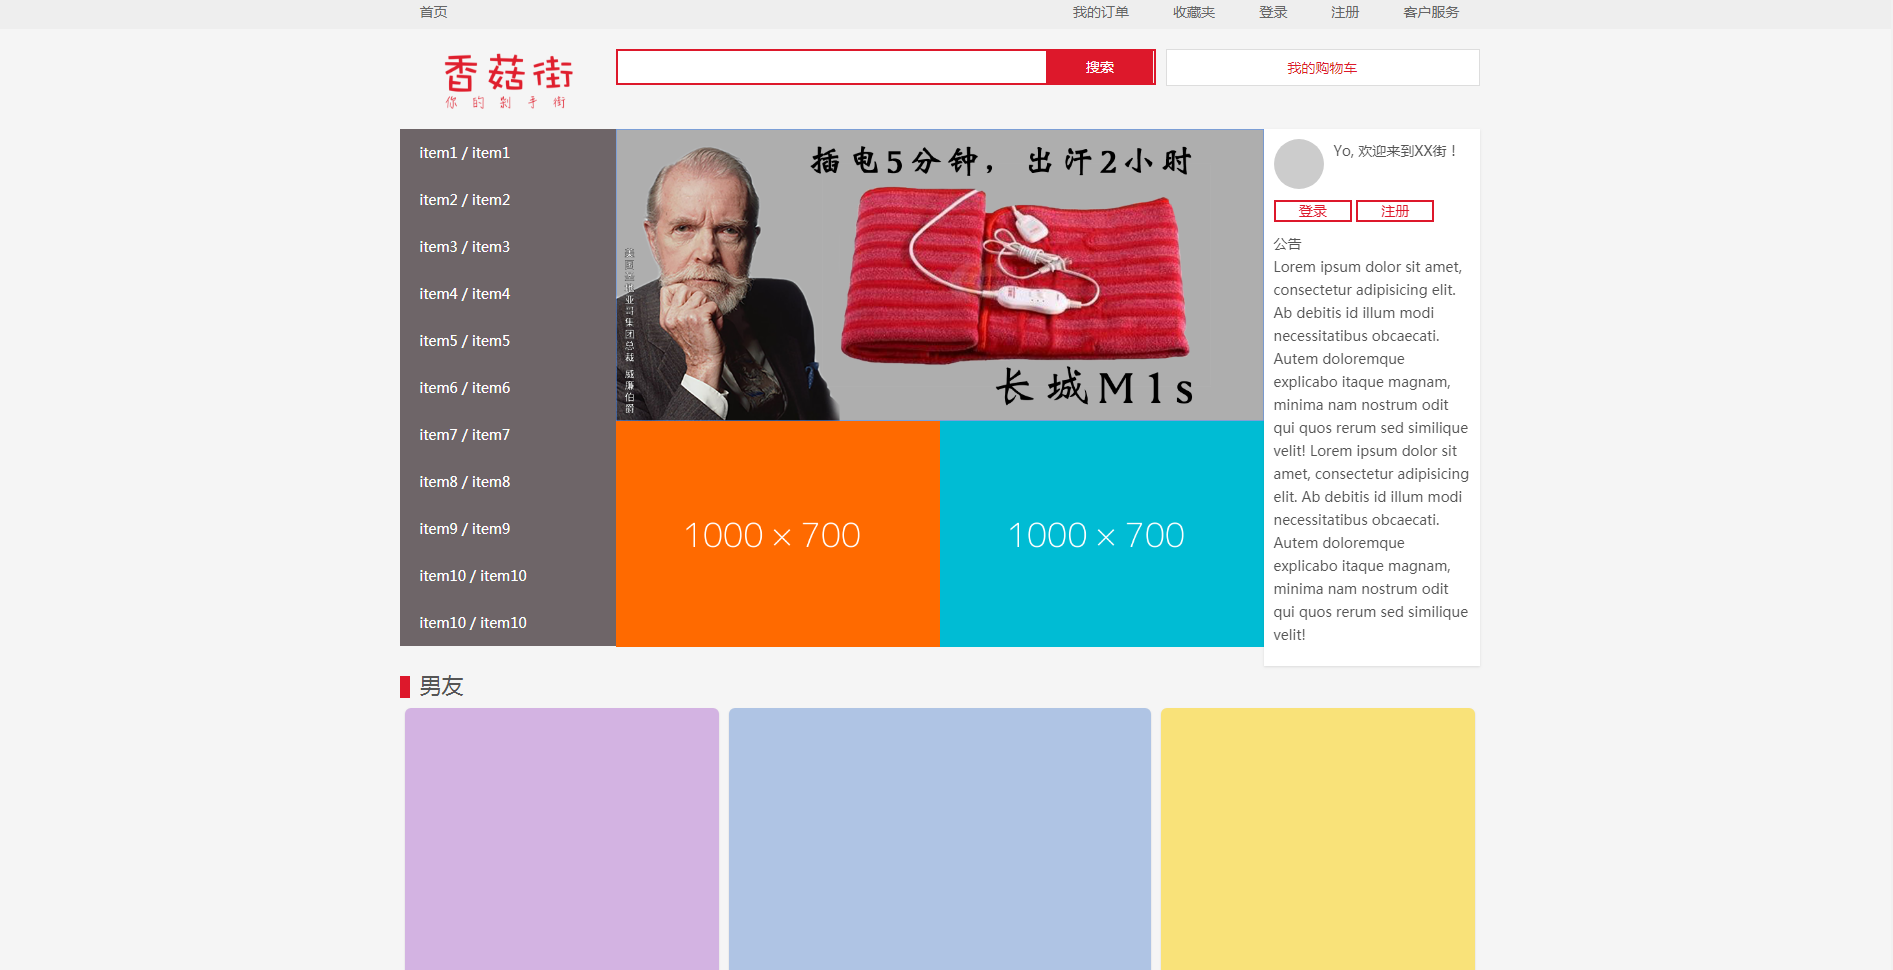 首页
我的订单 收藏夹 登录 注册 客户服务
香菇街
你的剁手街
搜索
我的购物车
item1 / item1
item2 / item2
item3 / item3
item4 / item4
item5 / item5
item6 / item6
item7 / item7
item8 / item8
item9 / item9
item10 / item10
item10 / item10
插电5分钟，出汗2小时
长城M1s
1000 × 700
1000 × 700
Yo, 欢迎来到XX街！
登录 注册
公告
Lorem ipsum dolor sit amet,
consectetur adipisicing elit.
Ab debitis id illum modi
necessitatibus obcaecati.
Autem doloremque
explicabo itaque magnam,
minima nam nostrum odit
qui quos rerum sed similique
velit! Lorem ipsum dolor sit
amet, consectetur adipisicing
elit. Ab debitis id illum modi
necessitatibus obcaecati.
Autem doloremque
explicabo itaque magnam,
minima nam nostrum odit
qui quos rerum sed similique
velit!
男友